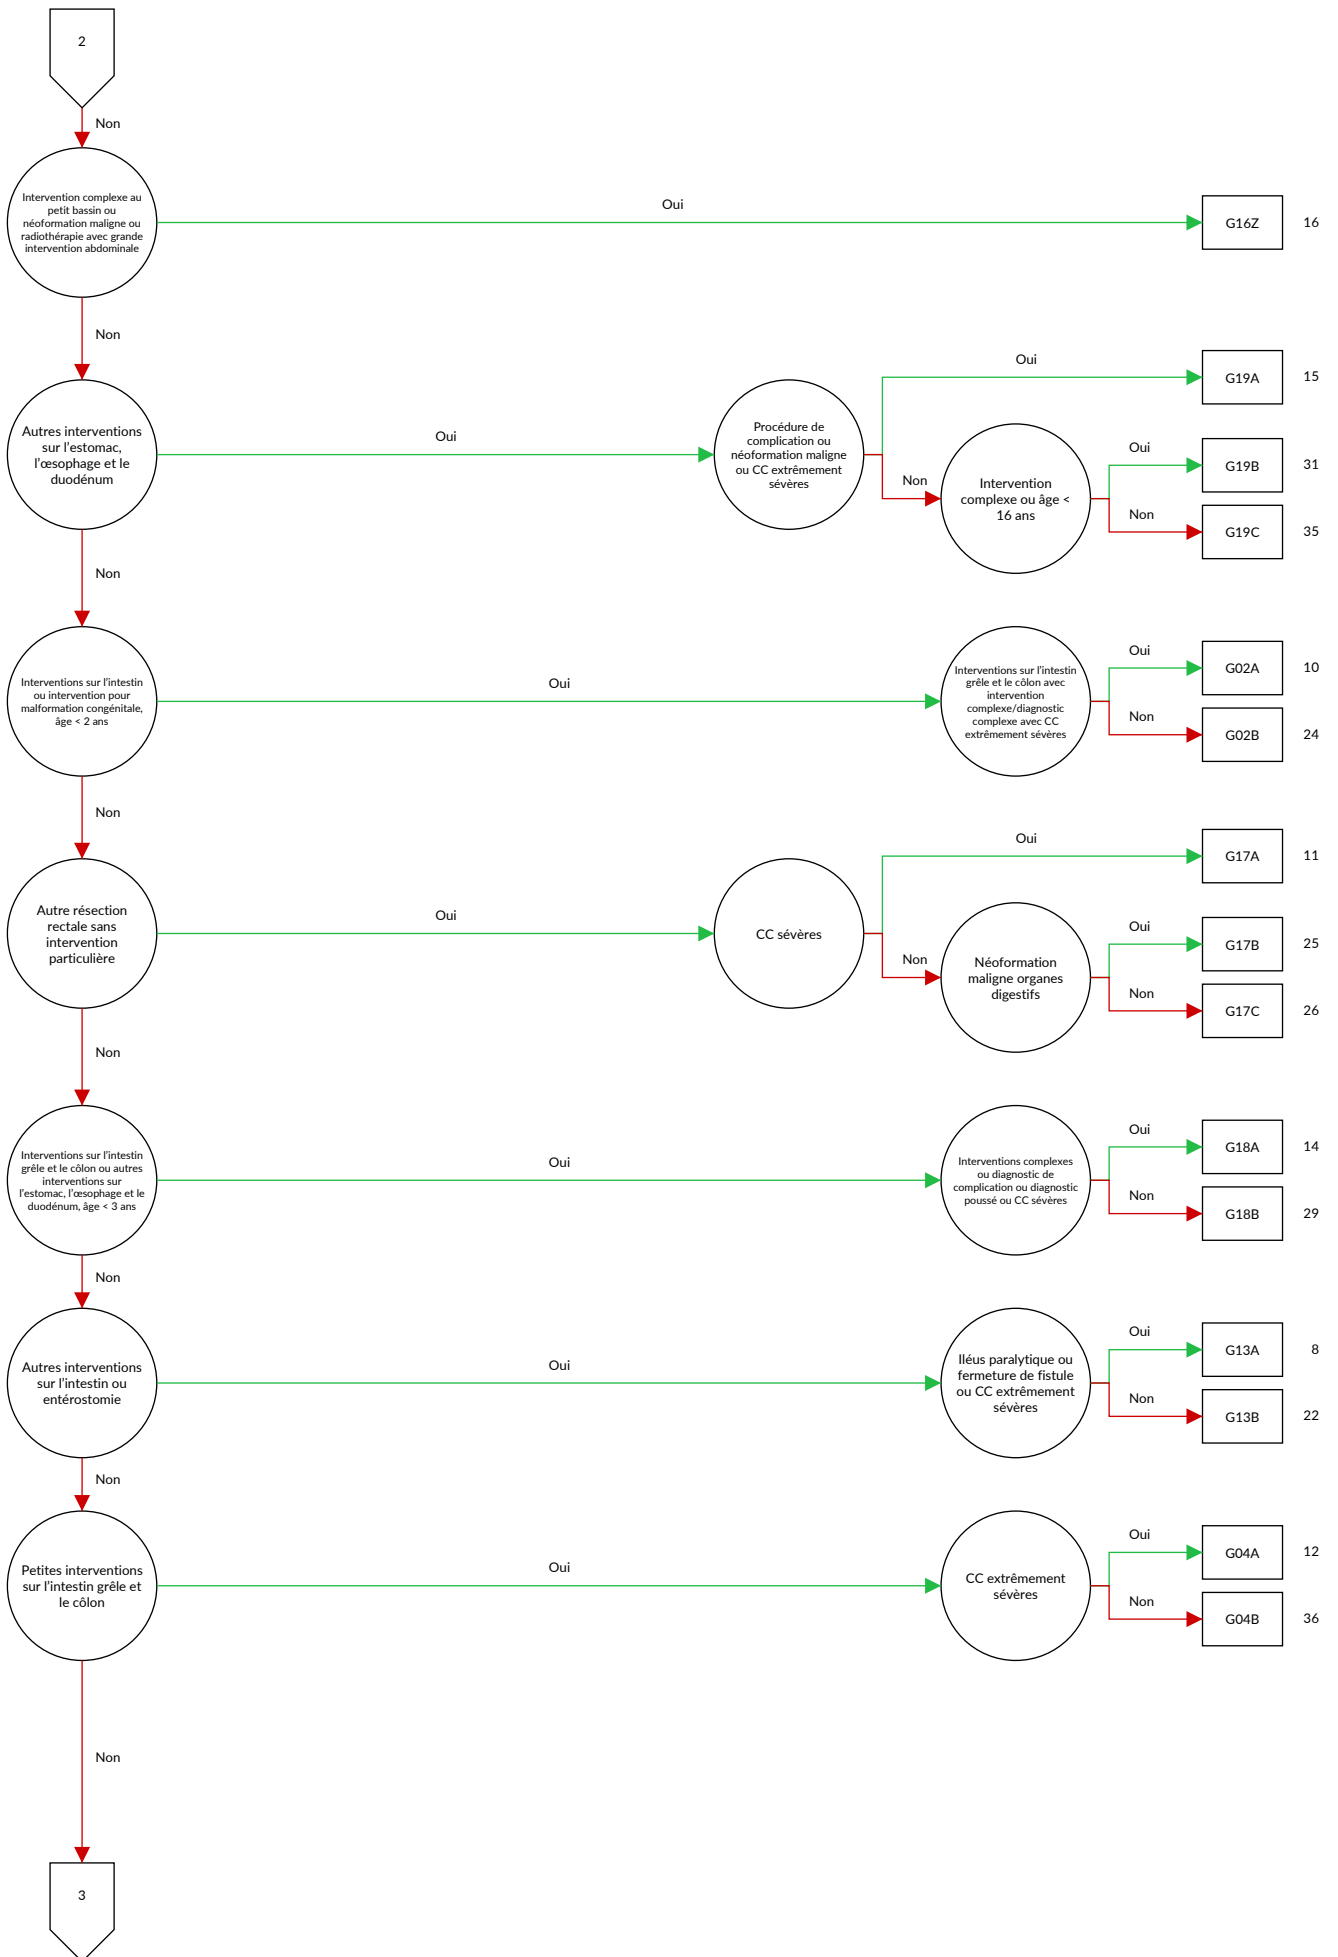 2
Non
Intervention complexe au
petit bassin ou
néoformation maligne ou
radiothérapie avec grande
intervention abdominale
Oui
G16Z
16
Non
Autres interventions
sur l'estomac,
l'œsophage et le
duodénum
Oui
Procédure de
complication ou
néoformation maligne
ou CC extrêmement
sévères
Oui
G19A
15
Non
Intervention
complexe ou âge <
16 ans
Oui
G19B
31
Non
G19C
35
Non
Interventions sur l'intestin
ou intervention pour
malformation congénitale,
âge < 2 ans
Oui
Interventions sur l'intestin
grêle et le côlon avec
intervention
complexe/diagnostic
complexe avec CC
extrêmement sévères
Oui
G02A
10
Non
G02B
24
Non
Autre résection
rectale sans
intervention
particulière
Oui
CC sévères
Oui
G17A
11
Non
Néoformation
maligne organes
digestifs
Oui
G17B
25
Non
G17C
26
Non
Interventions sur l'intestin
grêle et le côlon ou autres
interventions sur
l'estomac, l'œsophage et le
duodénum, âge < 3 ans
Oui
Interventions complexes
ou diagnostic de
complication ou diagnostic
poussé ou CC sévères
Oui
G18A
14
Non
G18B
29
Non
Autres interventions
sur l'intestin ou
entérostomie
Oui
Iléus paralytique ou
fermeture de fistule
ou CC extrêmement
sévères
Oui
G13A
8
Non
G13B
22
Non
Petites interventions
sur l'intestin grêle et
le côlon
Oui
CC extrêmement
sévères
Oui
G04A
12
Non
G04B
36
Non
3